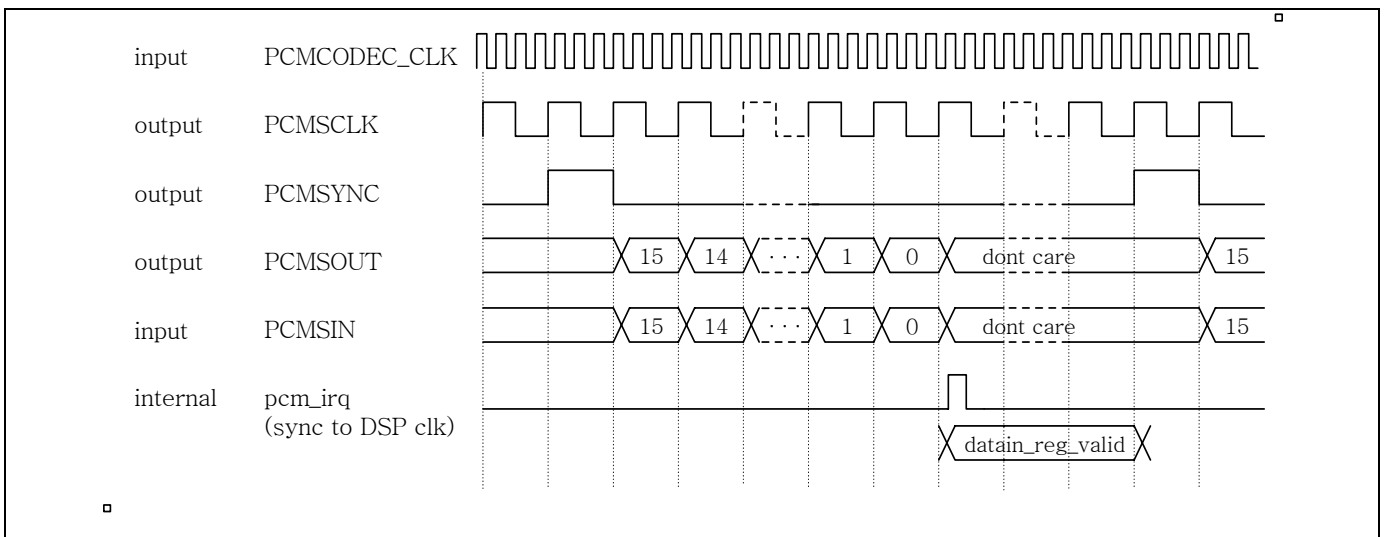 input PCMCODEC_CLK
output PCMSCLK
output PCMSYNC
output PCMSOUT 15 14 · · · 1 0 dont care 15
input PCMSIN 15 14 · · · 1 0 dont care 15
internal pcm_irq
(sync to DSP clk)
datain_reg_valid